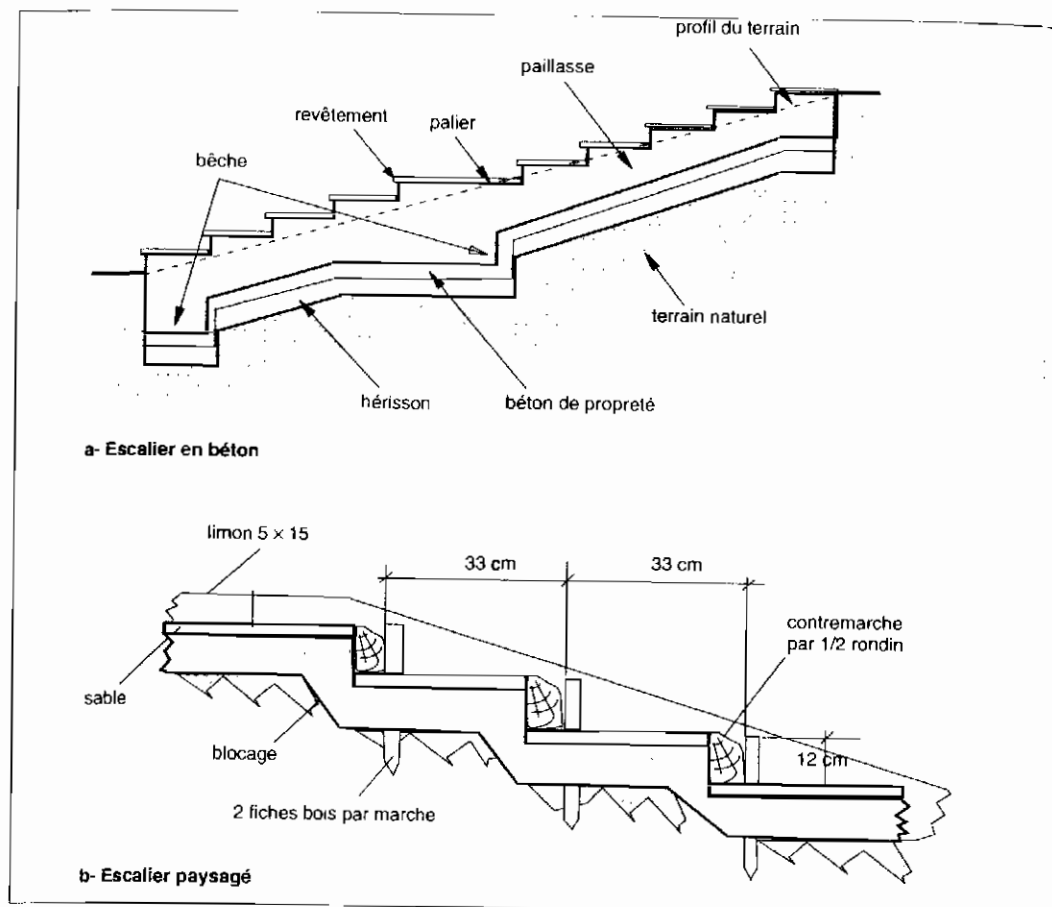 profil du terrain
paillasse
revêtement
palier
bêche
terrain naturel
hérisson
béton de propreté
a- Escalier en béton
limon 5 × 15
33 cm
33 cm
contremarche
par 1/2 rondin
sable
blocage
12 cm
2 fiches bois par marche
b- Escalier paysagé